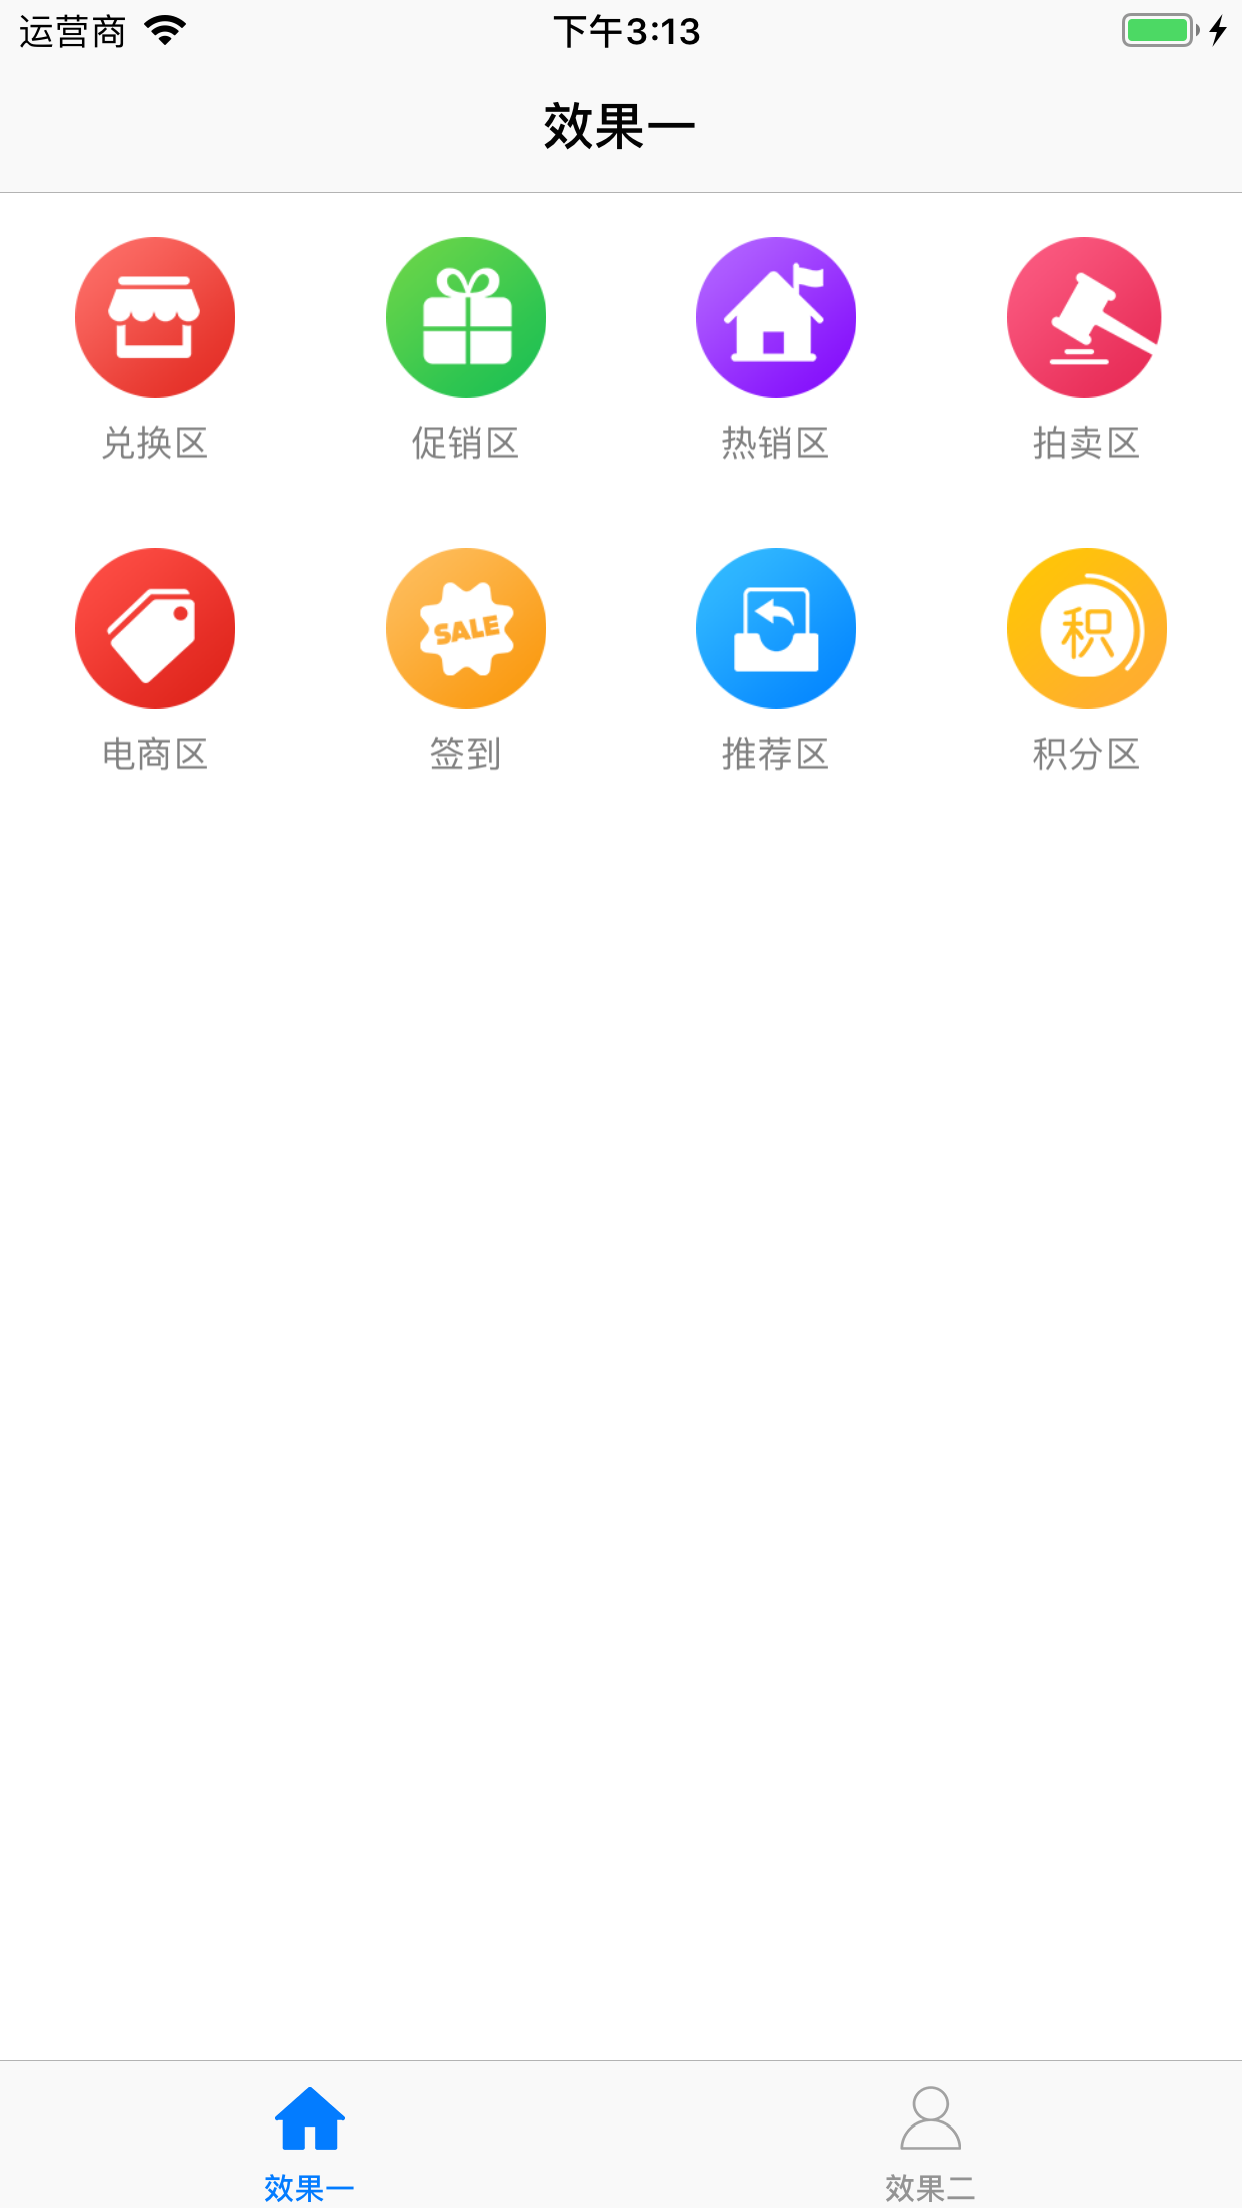 运营商 下午3:13
效果一
兑换区 促销区 热销区 拍卖区
SALE 积
电商区 签到 推荐区 积分区
效果一 效果二